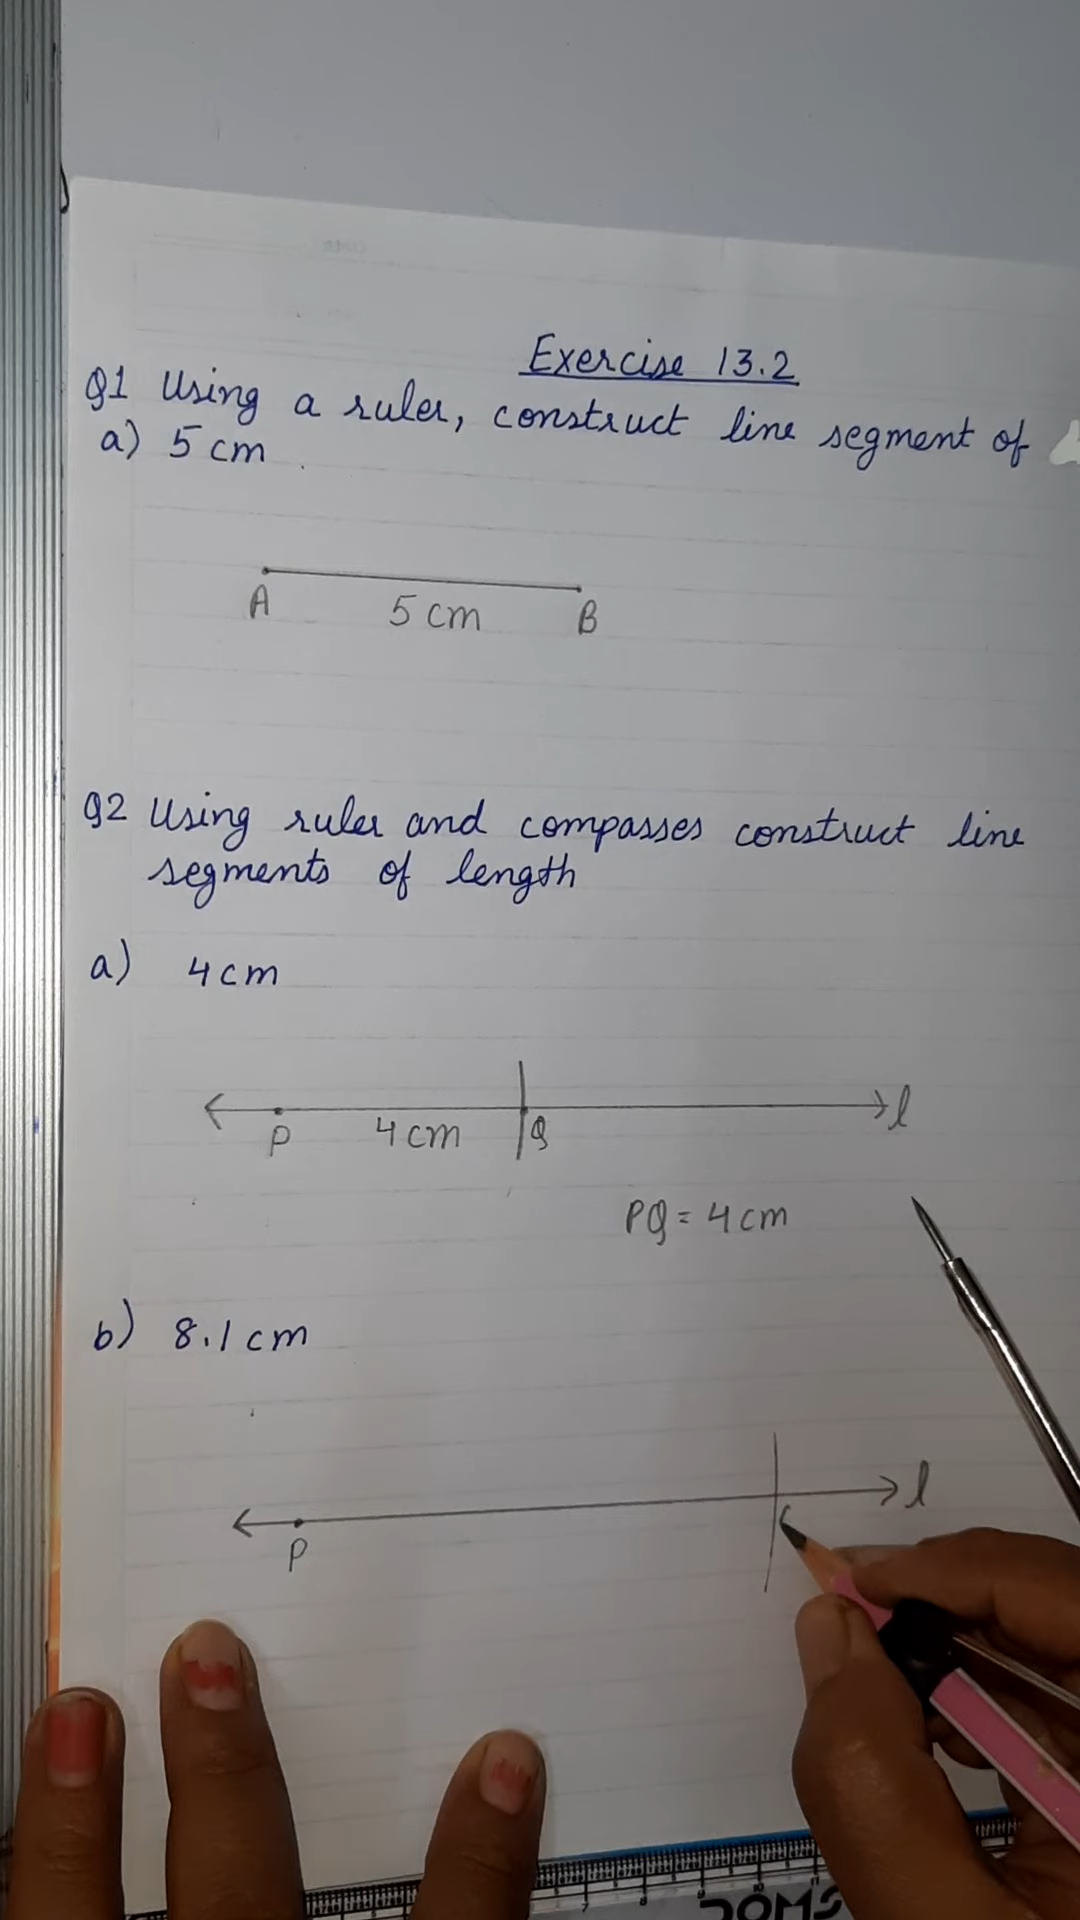 Exercise 13.2
Q1 Using a ruler, construct line segment of
a) 5 cm
A 5 cm B
Q2 Using ruler and compasses construct line
segments of length
a) 4 cm
P 4 cm Q l
PQ = 4 cm
b) 8.1 cm
P l
DOMS